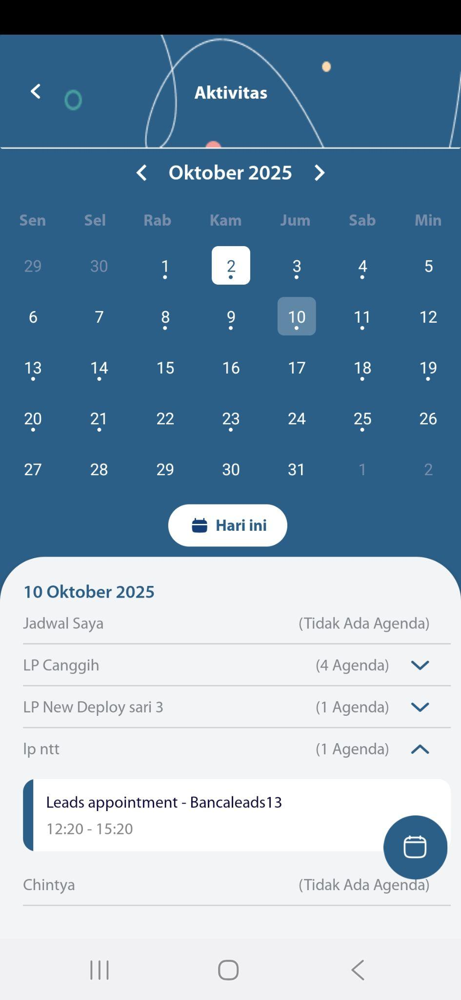 Aktivitas
Oktober 2025
Sen Sel Rab Kam Jum Sab Min
29 30 1 2 3 4 5
6 7 8 9 10 11 12
13 14 15 16 17 18 19
20 21 22 23 24 25 26
27 28 29 30 31 1 2
Hari ini
10 Oktober 2025
Jadwal Saya (Tidak Ada Agenda)
LP Canggih (4 Agenda)
LP New Deploy sari 3 (1 Agenda)
lp ntt (1 Agenda)
Leads appointment - Bancaleads13
12:20 - 15:20
Chintya (Tidak Ada Agenda)